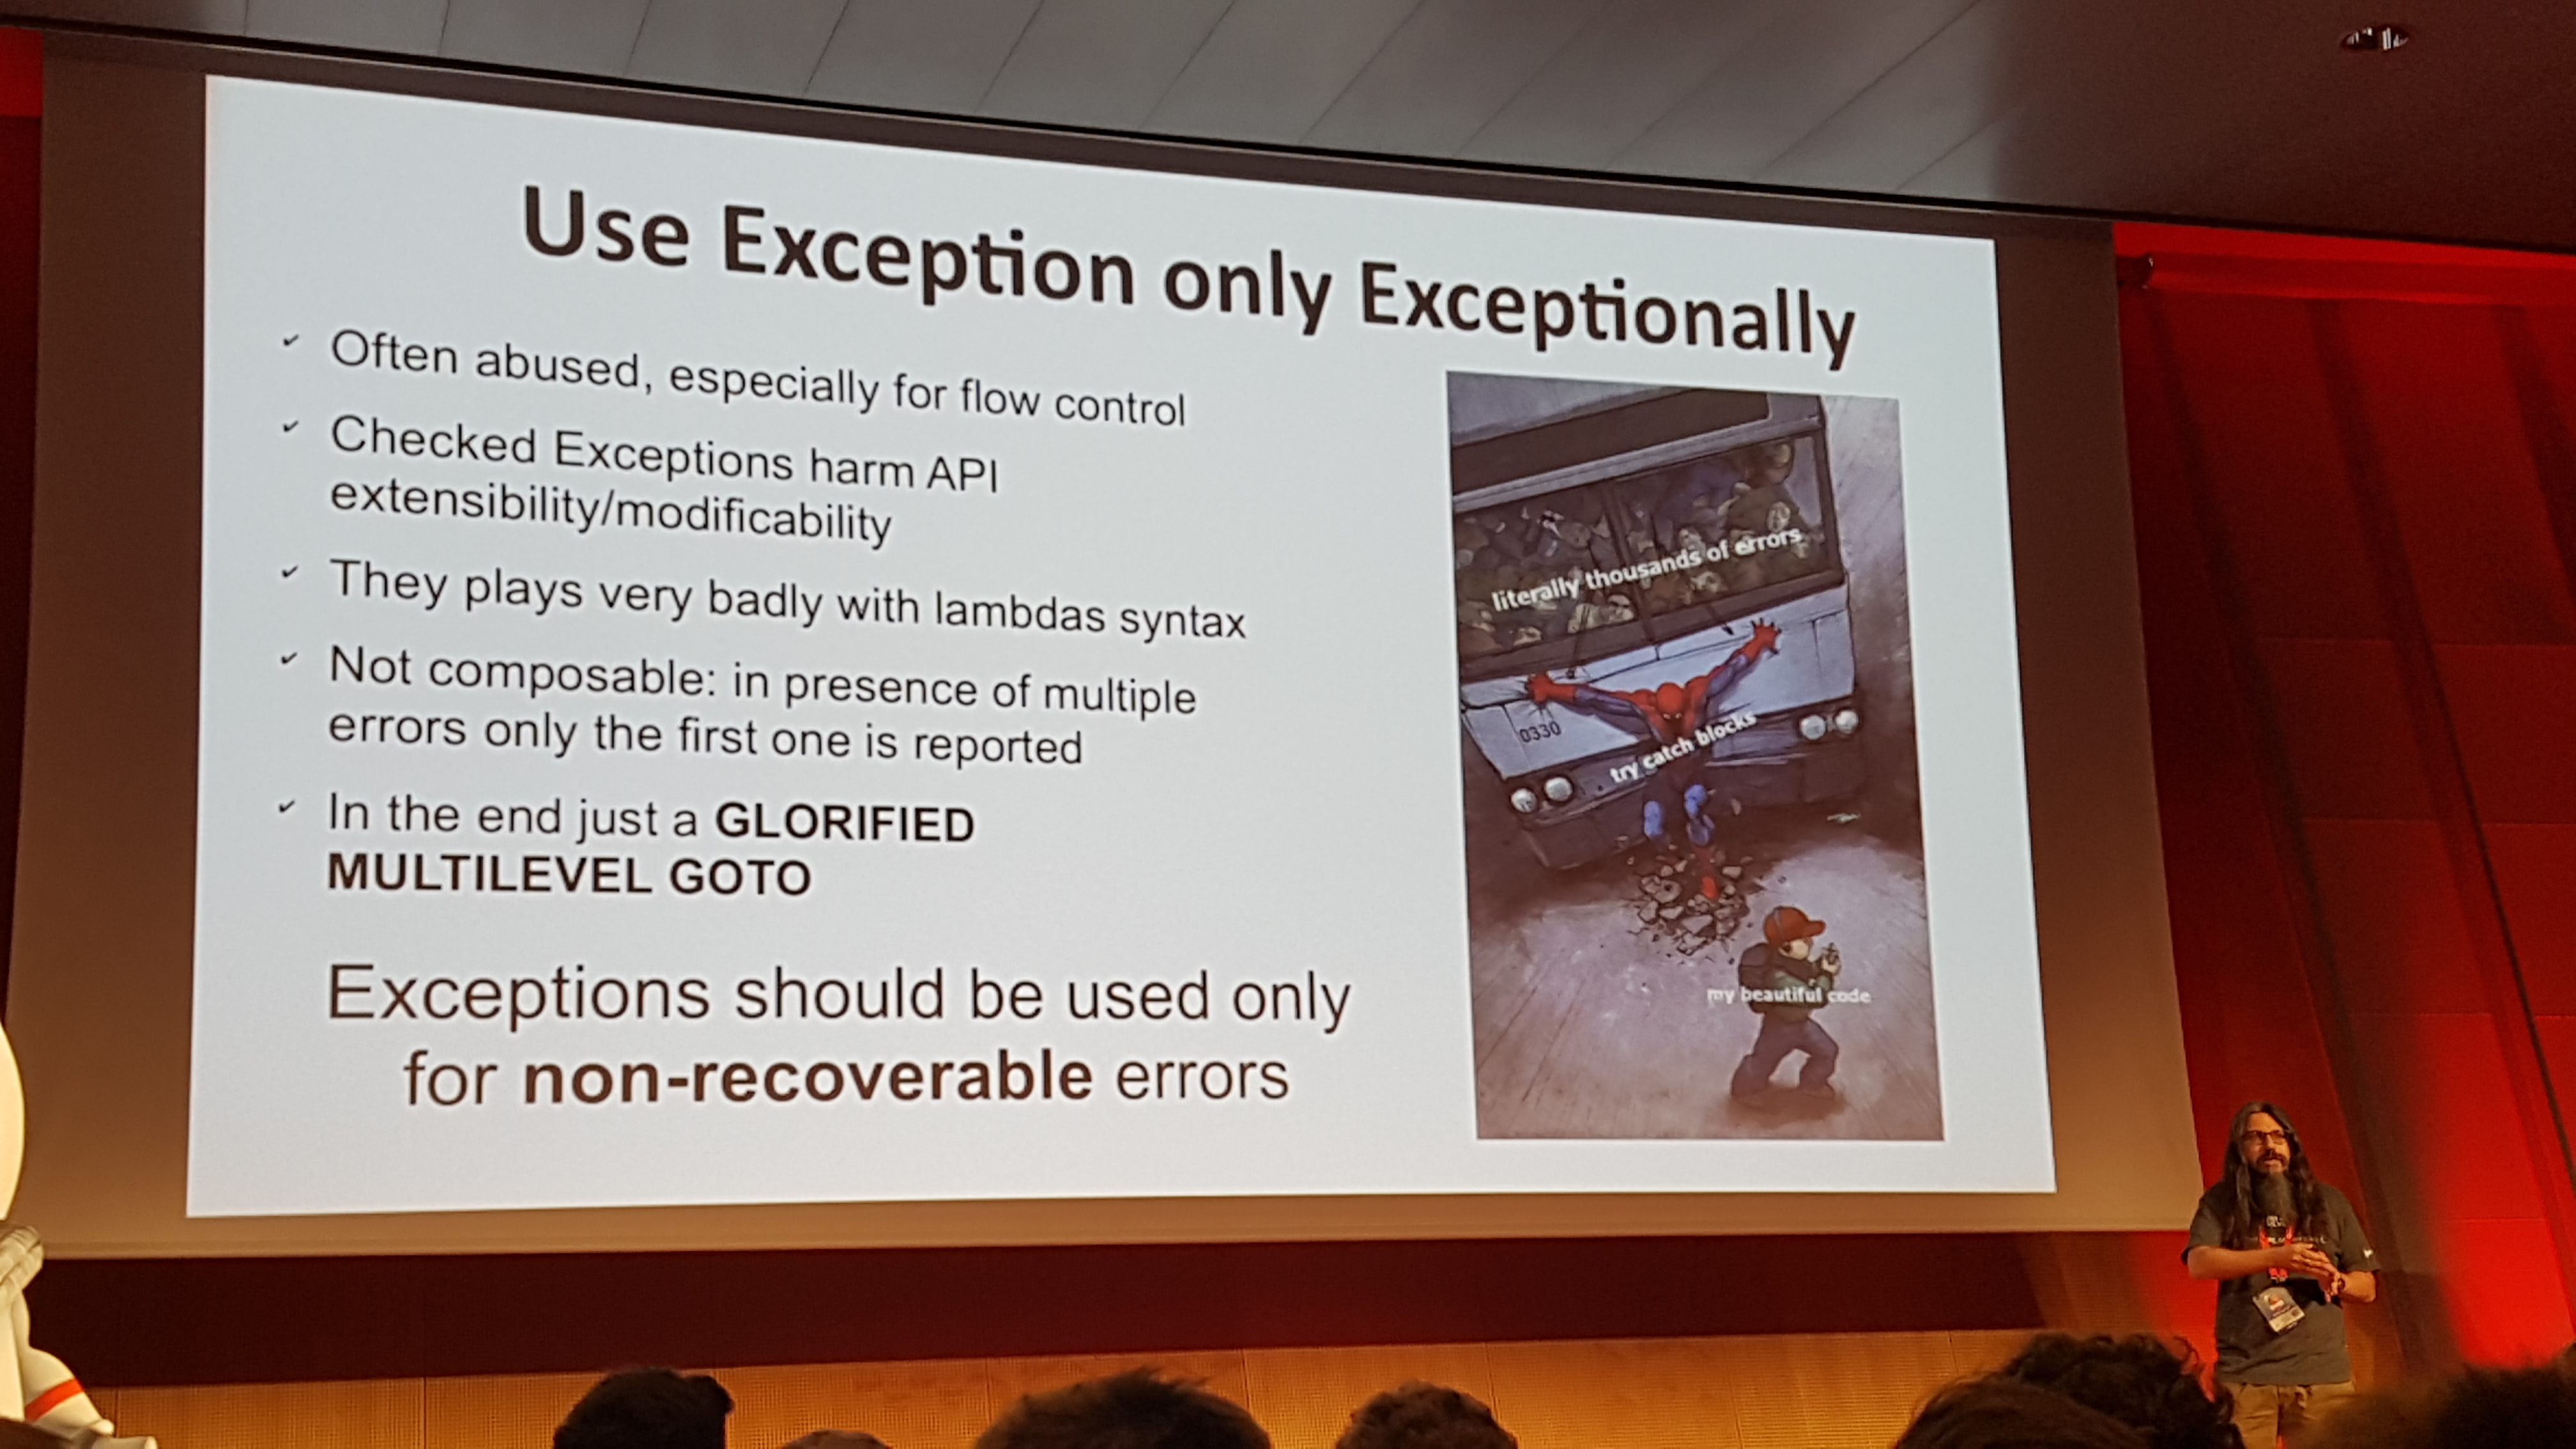 Use Exception only Exceptionally
Often abused, especially for flow control
Checked Exceptions harm API
extensibility/modificability
They plays very badly with lambdas syntax
Not composable: in presence of multiple
errors only the first one is reported
In the end just a GLORIFIED
MULTILEVEL GOTO
Exceptions should be used only
for non-recoverable errors
literally thousands of errors
0330
try catch blocks
my beautiful code